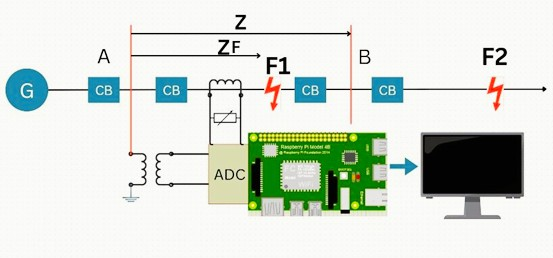 Z
ZF
A
F1
B
F2
G
CB
CB
CB
CB
ADC
Raspberry Pi Model 4B